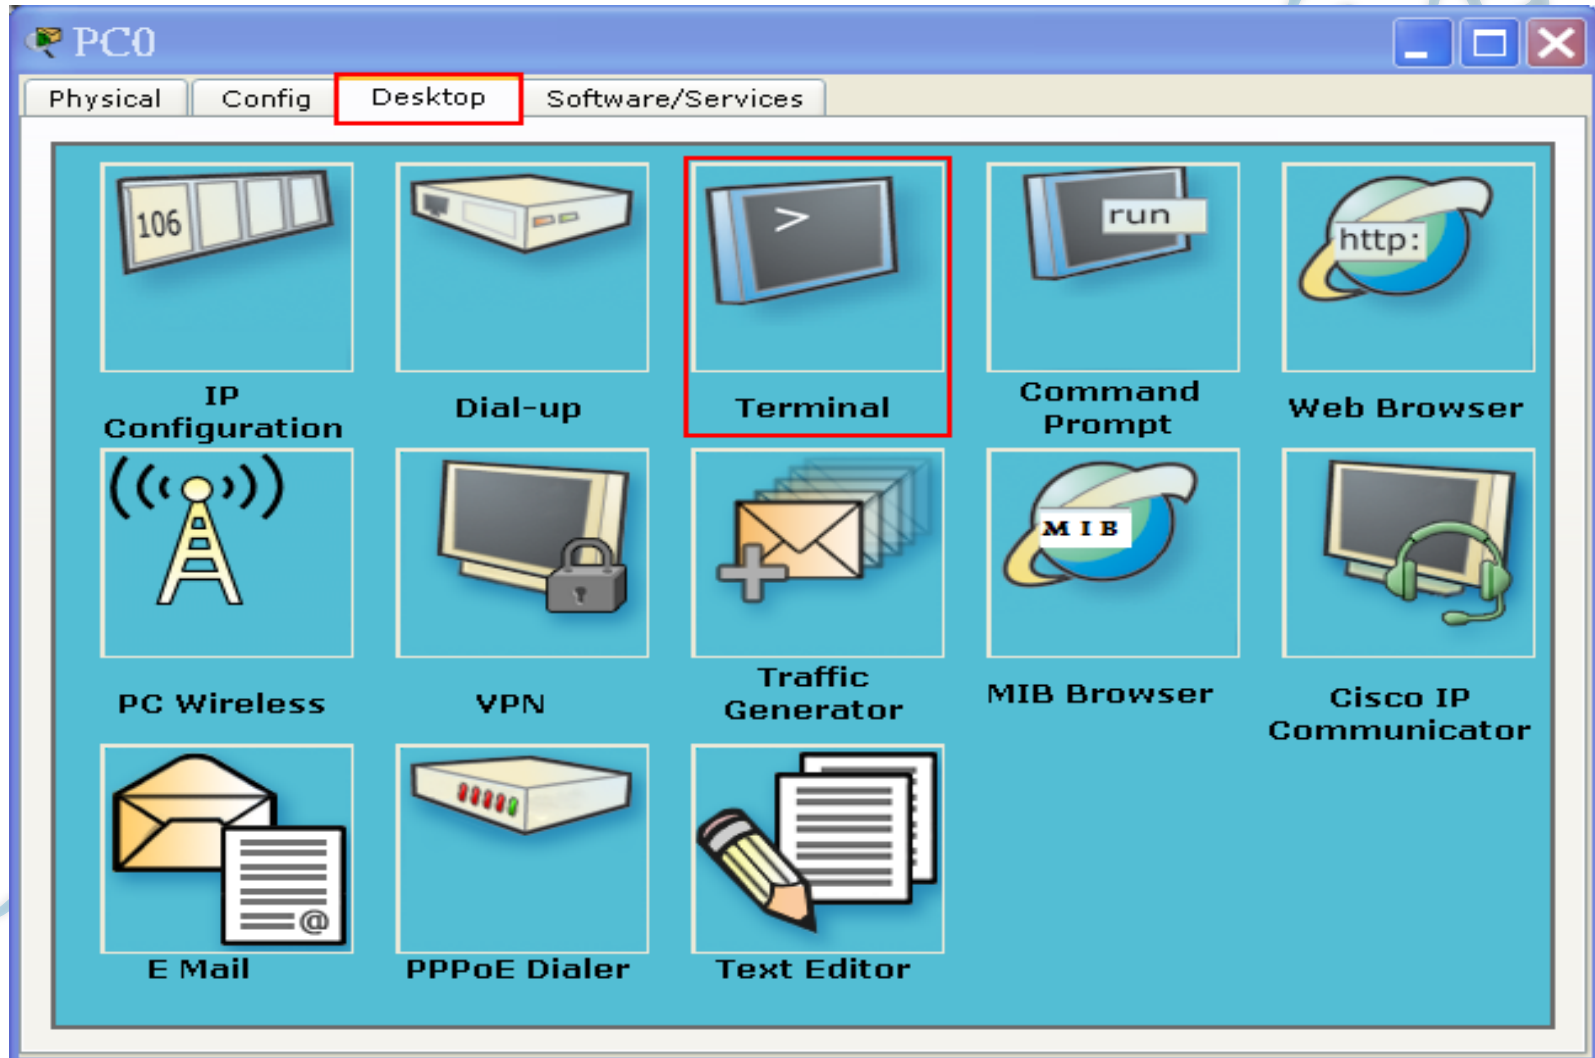 PC0
Physical Config Desktop Software/Services
106
>
run
http:
IP
Configuration
Dial-up
Terminal
Command
Prompt
Web Browser
MIB
PC Wireless
VPN
Traffic
Generator
MIB Browser
Cisco IP
Communicator
@
E Mail
PPPoE Dialer
Text Editor